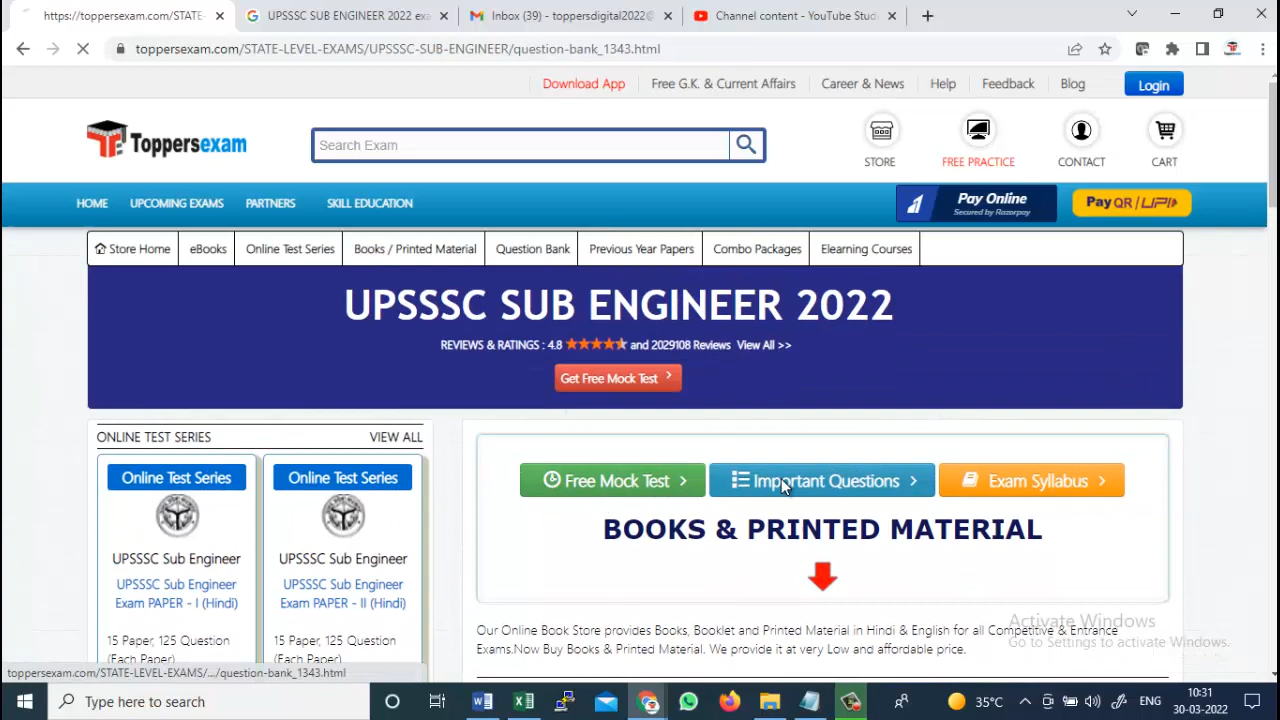 https://toppersexam.com/STATE-
UPSSSC SUB ENGINEER 2022 exa
Inbox (39) - toppersdigital2022@
Channel content - YouTube Studi
toppersexam.com/STATE-LEVEL-EXAMS/UPSSSC-SUB-ENGINEER/question-bank_1343.html
Download App
Free G.K. & Current Affairs
Career & News
Help
Feedback
Blog
Login
Toppersexam
Search Exam
STORE
FREE PRACTICE
CONTACT
CART
HOME
UPCOMING EXAMS
PARTNERS
SKILL EDUCATION
Pay Online
Secured by Razorpay
Pay QR / UPI
Store Home
eBooks
Online Test Series
Books / Printed Material
Question Bank
Previous Year Papers
Combo Packages
Elearning Courses
UPSSSC SUB ENGINEER 2022
REVIEWS & RATINGS : 4.8 and 2029108 Reviews View All >>
Get Free Mock Test
ONLINE TEST SERIES
VIEW ALL
Online Test Series
UPSSSC Sub Engineer
UPSSSC Sub Engineer
Exam PAPER - I (Hindi)
15 Paper, 125 Question
(Each Paper)
Online Test Series
UPSSSC Sub Engineer
UPSSSC Sub Engineer
Exam PAPER - II (Hindi)
15 Paper, 125 Question
(Each Paper)
Free Mock Test
Important Questions
Exam Syllabus
BOOKS & PRINTED MATERIAL
Our Online Book Store provides Books, Booklet and Printed Material in Hindi & English for all Competitive & Entrance
Exams.Now Buy Books & Printed Material. We provide it at very Low and affordable price.
Activate Windows
Go to Settings to activate Windows.
toppersexam.com/STATE-LEVEL-EXAMS/.../question-bank_1343.html
Type here to search
35°C
ENG
10:31
30-03-2022